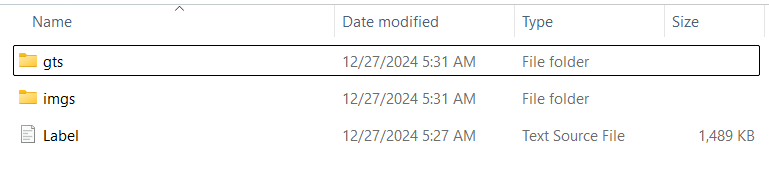 Name Date modified Type Size
gts 12/27/2024 5:31 AM File folder
imgs 12/27/2024 5:31 AM File folder
Label 12/27/2024 5:27 AM Text Source File 1,489 KB